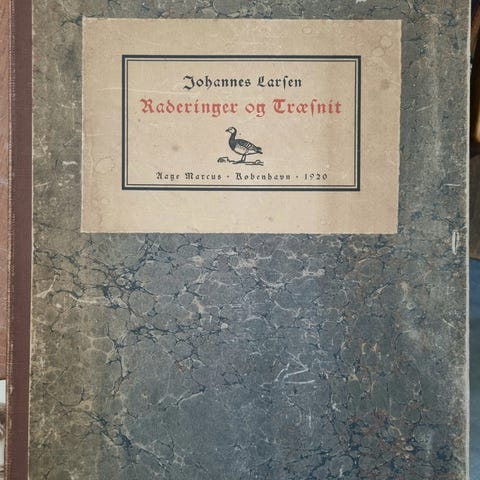 Johannes Larſen
Raderinger og Træſnit
Aage Marcus · København · 1920